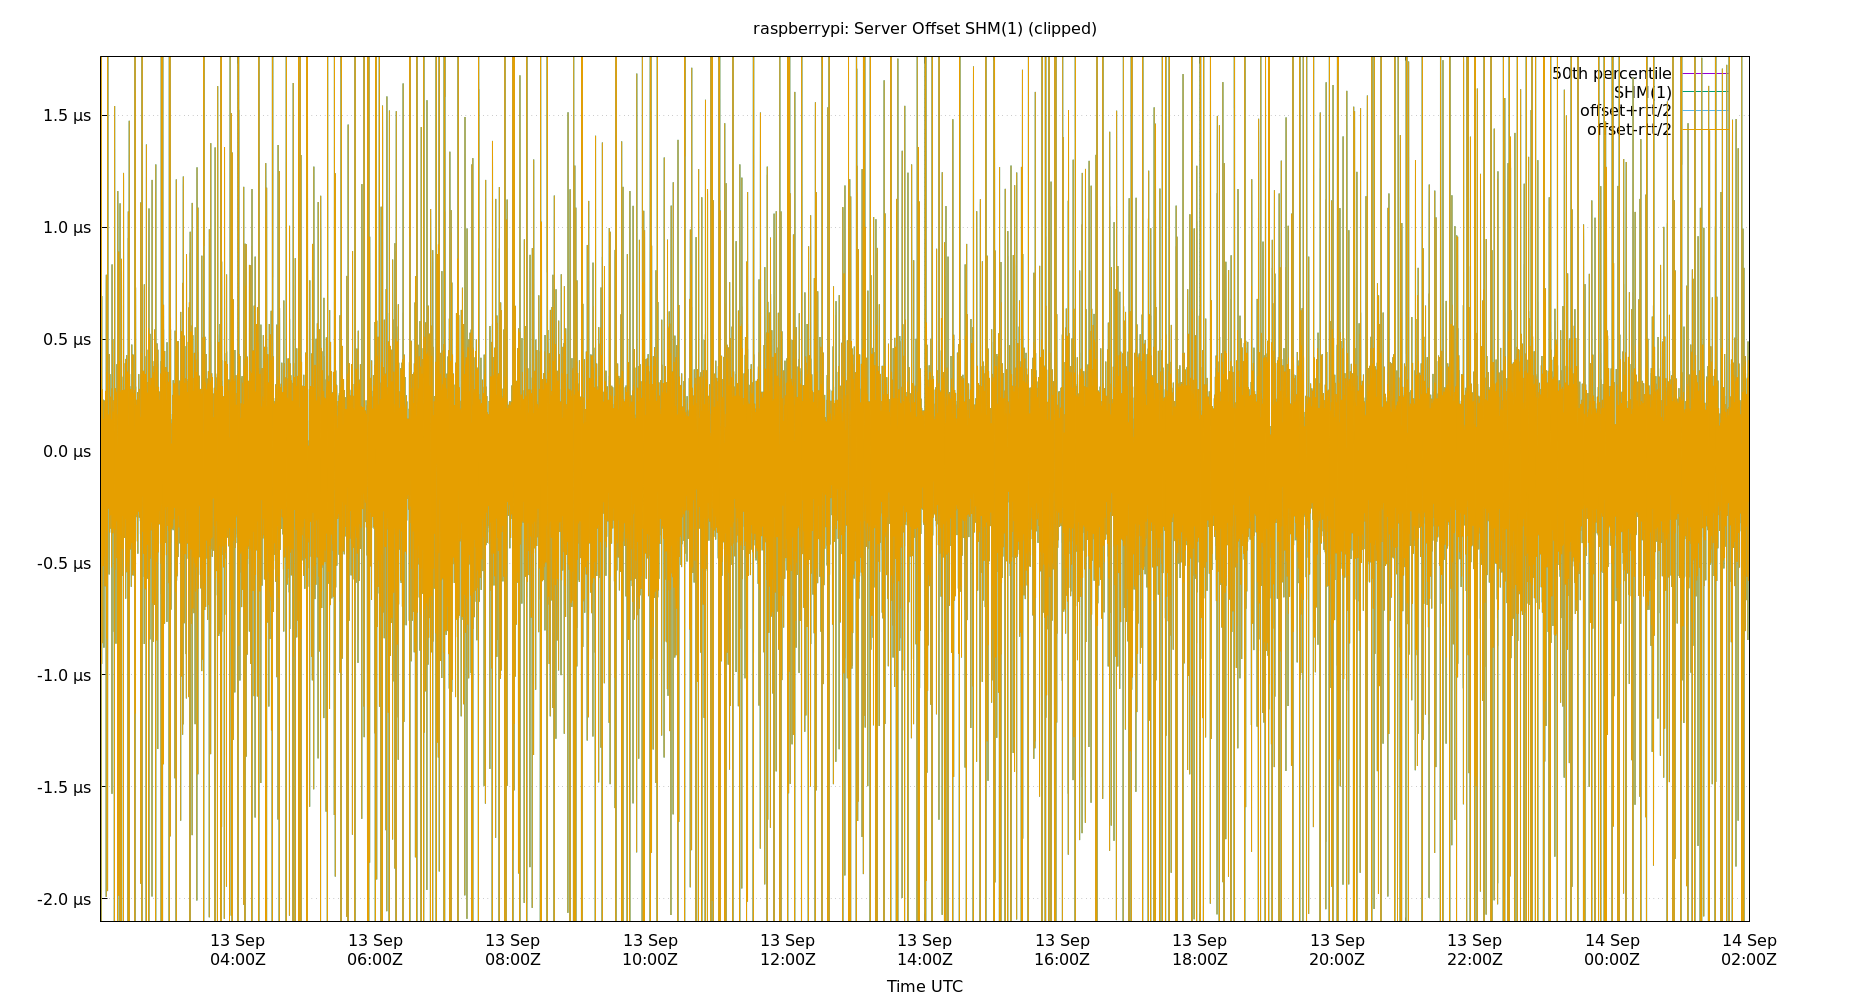 raspberrypi: Server Offset SHM(1) (clipped)
50th percentile
SHM(1)
offset+rtt/2
offset-rtt/2
1.5 µs
1.0 µs
0.5 µs
0.0 µs
-0.5 µs
-1.0 µs
-1.5 µs
-2.0 µs
13 Sep 13 Sep 13 Sep 13 Sep 13 Sep 13 Sep 13 Sep 13 Sep 13 Sep 13 Sep 14 Sep 14 Sep
04:00Z 06:00Z 08:00Z 10:00Z 12:00Z 14:00Z 16:00Z 18:00Z 20:00Z 22:00Z 00:00Z 02:00Z
Time UTC